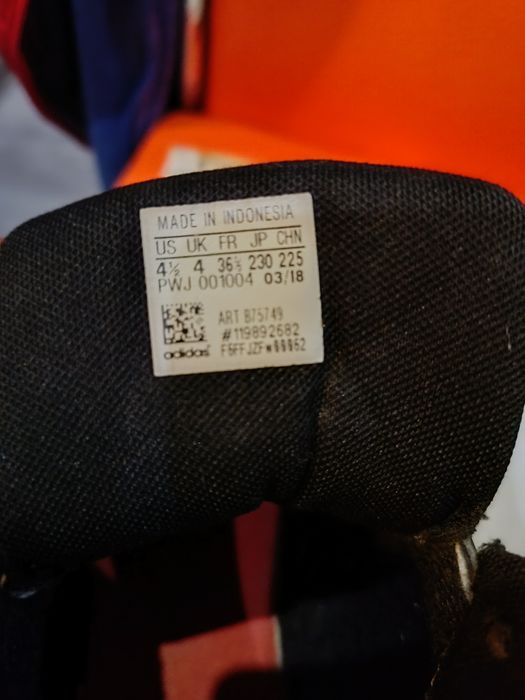 MADE IN INDONESIA
US UK FR JP CHN
4½ 4 36⅔ 230 225
PWJ 001004 03/18
ART B75749
#119892682
adidas